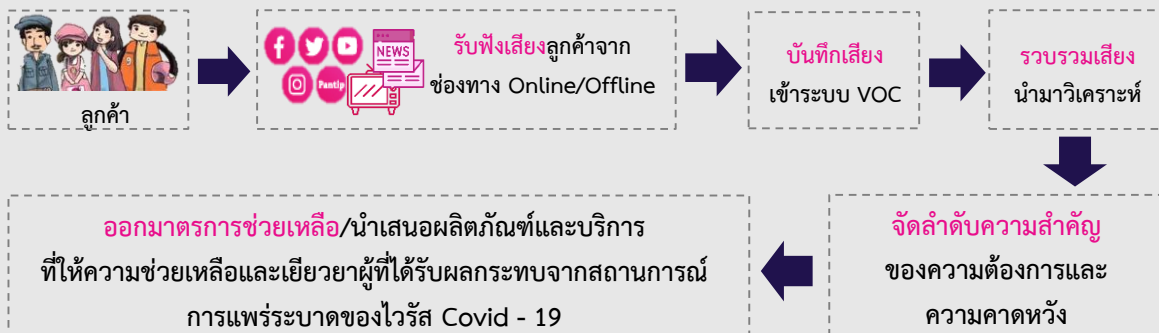 ลูกค้า
NEWS
Pantip
รับฟังเสียงลูกค้าจาก
ช่องทาง Online/Offline
บันทึกเสียง
เข้าระบบ VOC
รวบรวมเสียง
นำมาวิเคราะห์
จัดลำดับความสำคัญ
ของความต้องการและ
ความคาดหวัง
ออกมาตรการช่วยเหลือ/นำเสนอผลิตภัณฑ์และบริการ
ที่ให้ความช่วยเหลือและเยียวยาผู้ที่ได้รับผลกระทบจากสถานการณ์
การแพร่ระบาดของไวรัส Covid - 19